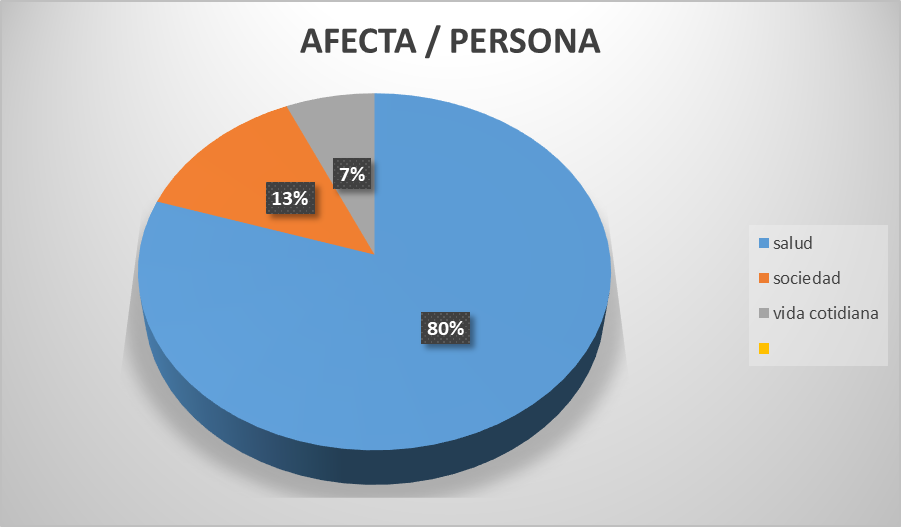 AFECTA / PERSONA
7%
13%
80%
salud
sociedad
vida cotidiana